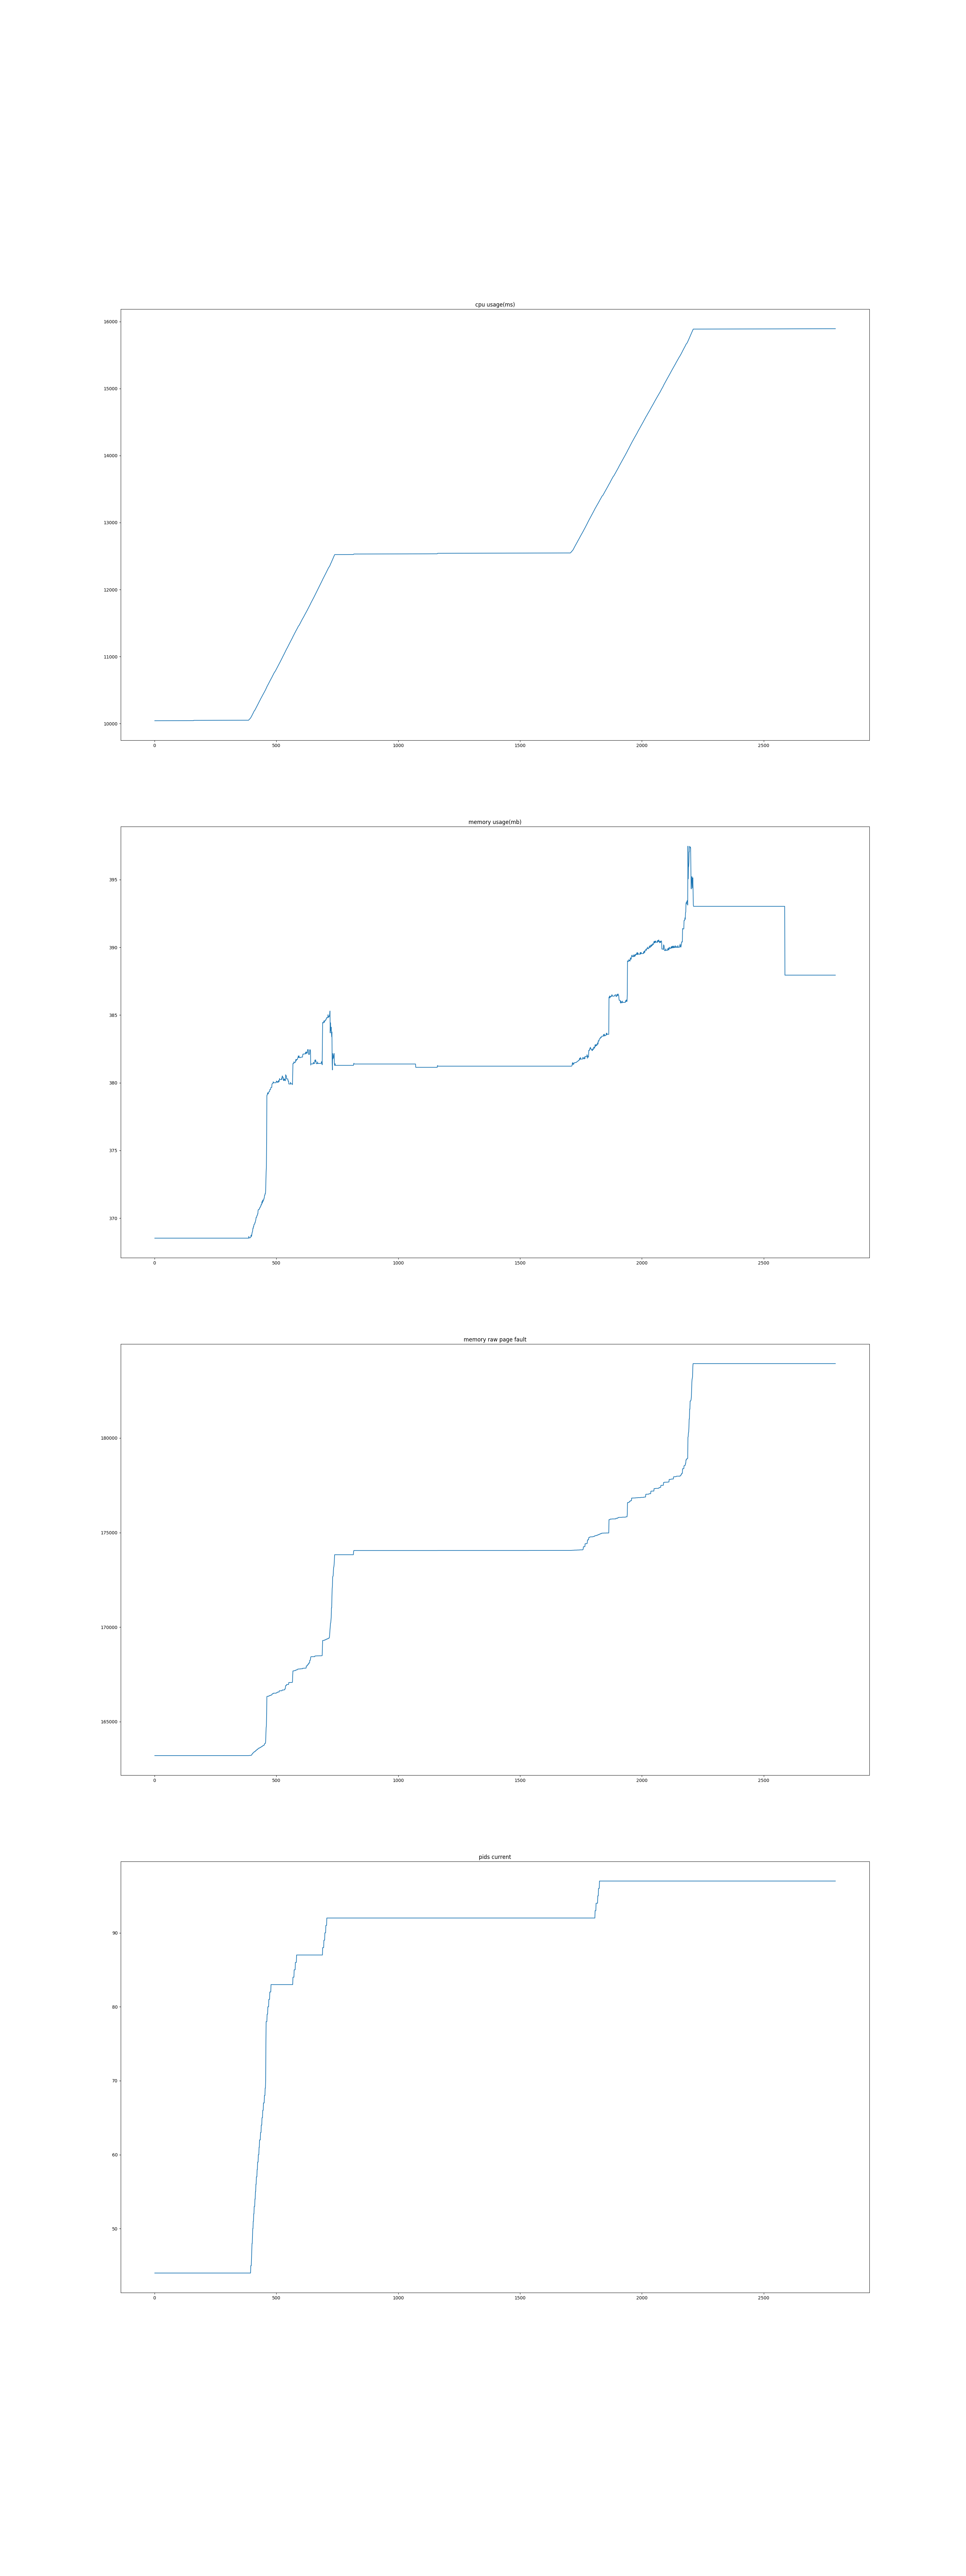 cpu usage(ms)
16000
15000
14000
13000
12000
11000
10000
0 500 1000 1500 2000 2500
memory usage(mb)
395
390
385
380
375
370
0 500 1000 1500 2000 2500
memory raw page fault
180000
175000
170000
165000
0 500 1000 1500 2000 2500
pids current
90
80
70
60
50
0 500 1000 1500 2000 2500